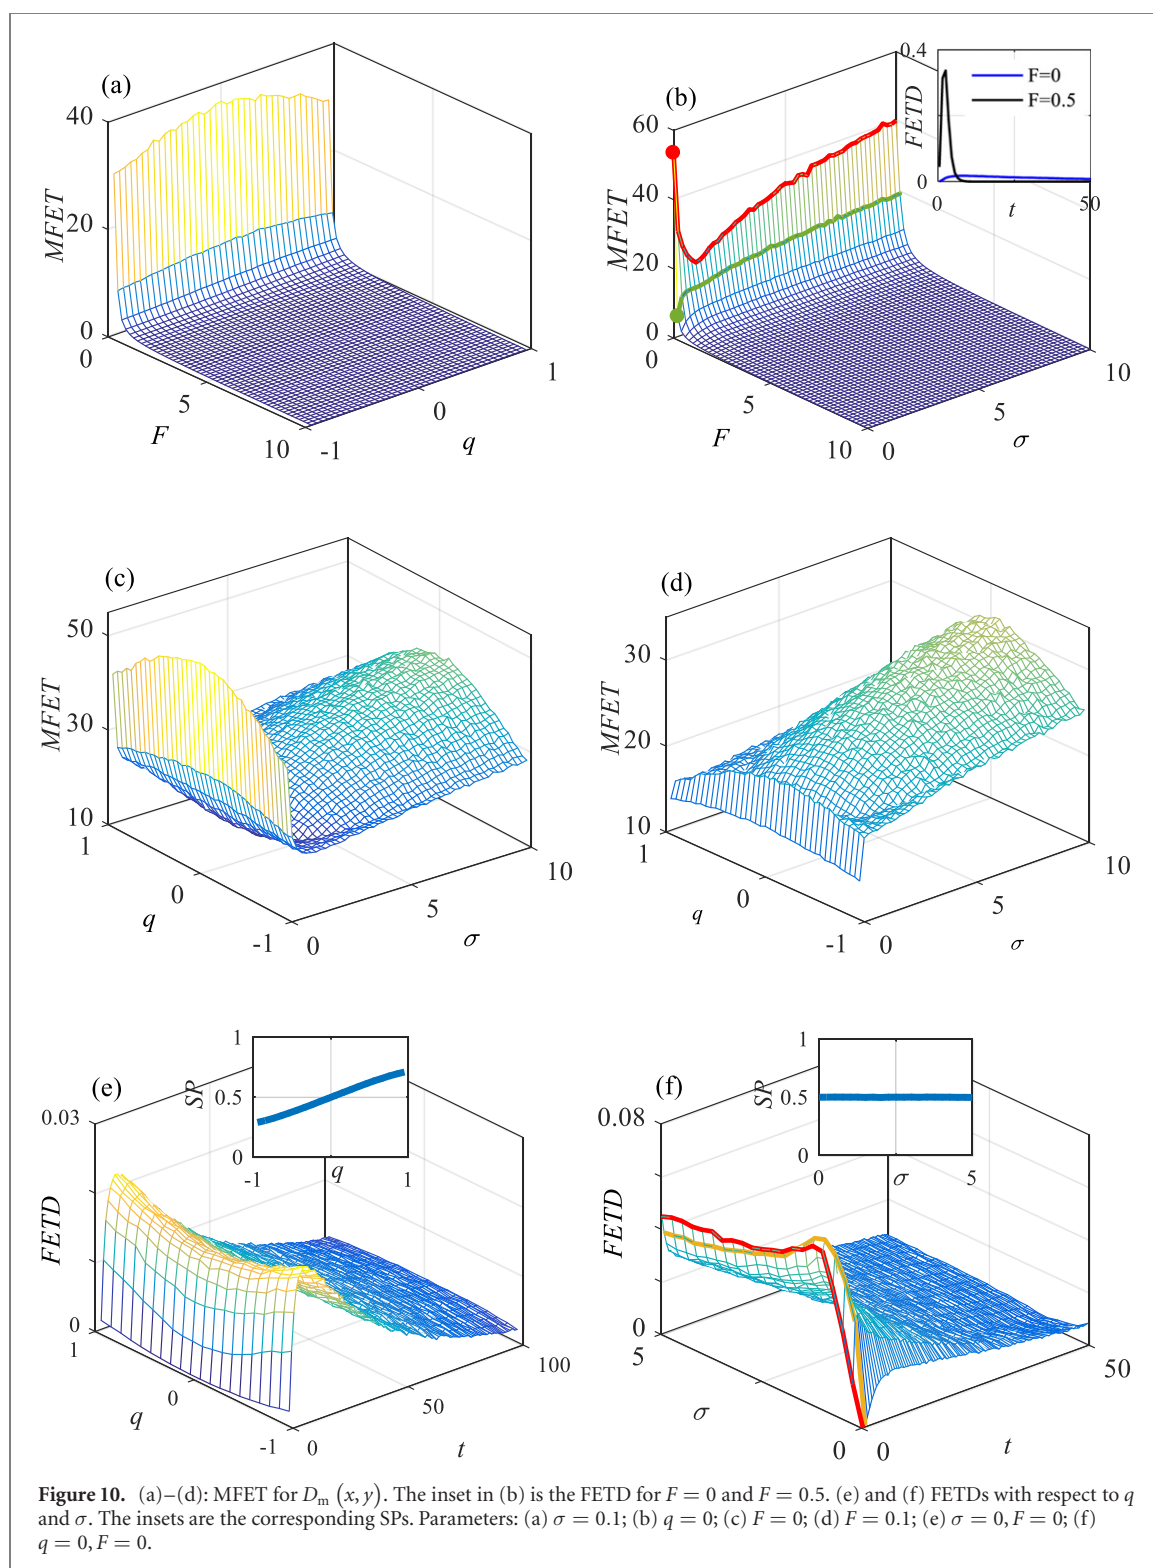 (a)
40
20
0
MFET
0
5
10
F
-1
0
1
q
(b)
60
40
20
0
MFET
0
5
10
F
0
5
10
σ
0.4
0
FETD
F=0
F=0.5
0
t
50
(c)
50
30
10
MFET
1
0
-1
q
0
5
10
σ
(d)
30
20
10
MFET
1
0
-1
q
0
5
10
σ
(e)
0.03
0
FETD
1
0
-1
q
0
50
100
t
1
0.5
0
SP
-1
q
1
(f)
0.08
0
FETD
5
0
σ
0
50
t
1
0.5
0
SP
0
σ
5
Figure 10. (a)–(d): MFET for Dm (x, y). The inset in (b) is the FETD for F = 0 and F = 0.5. (e) and (f) FETDs with respect to q
and σ. The insets are the corresponding SPs. Parameters: (a) σ = 0.1; (b) q = 0; (c) F = 0; (d) F = 0.1; (e) σ = 0, F = 0; (f)
q = 0, F = 0.